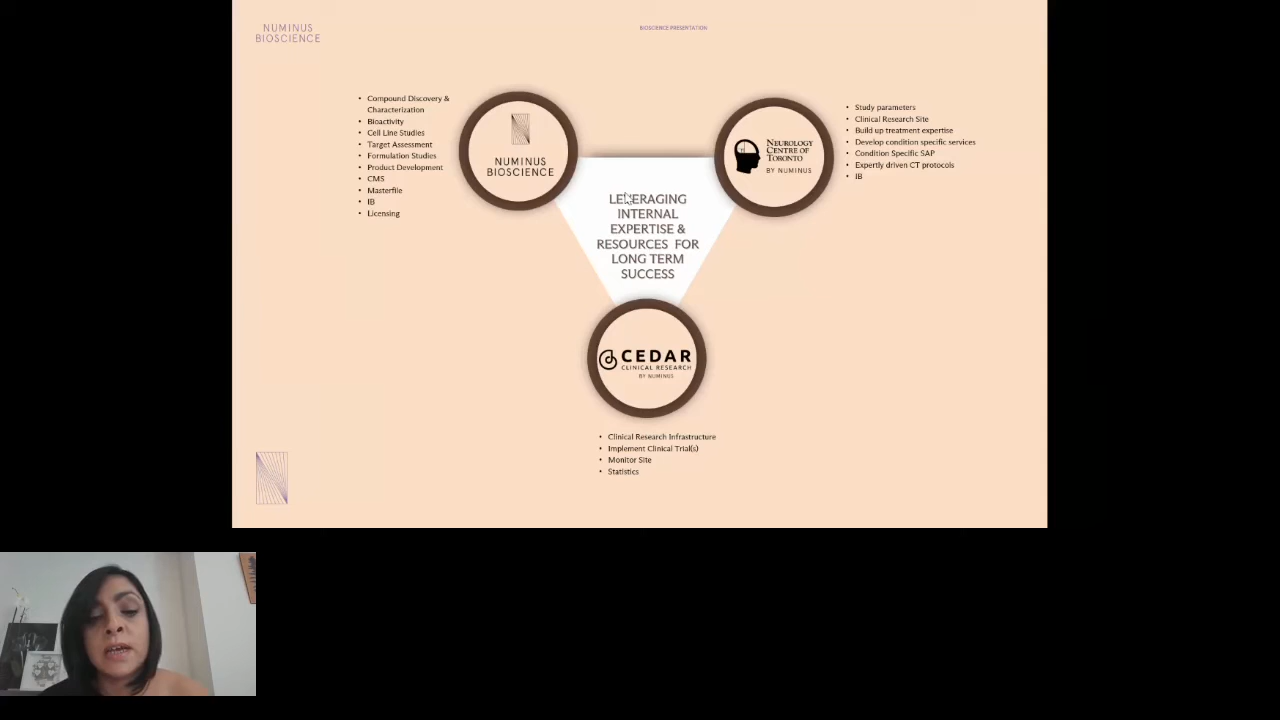 NUMINUS
BIOSCIENCE
BIOSCIENCE PRESENTATION
• Compound Discovery &
Characterization
• Bioactivity
• Cell Line Studies
• Target Assessment
• Formulation Studies
• Product Development
• CMS
• Masterfile
• IB
• Licensing
NUMINUS
BIOSCIENCE
NEUROLOGY
CENTRE OF
TORONTO
BY NUMINUS
• Study parameters
• Clinical Research Site
• Build up treatment expertise
• Develop condition specific services
• Condition Specific SAP
• Expertly driven CT protocols
• IB
LEVERAGING
INTERNAL
EXPERTISE &
RESOURCES FOR
LONG TERM
SUCCESS
CEDAR
CLINICAL RESEARCH
BY NUMINUS
• Clinical Research Infrastructure
• Implement Clinical Trial(s)
• Monitor Site
• Statistics